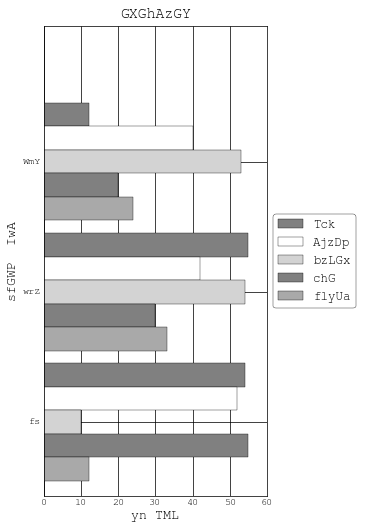 GXGhAzGY
sfGWP IwA
WmY
wrZ
fs
0 10 20 30 40 50 60
yn TML
Tck
AjzDp
bzLGx
chG
flyUa